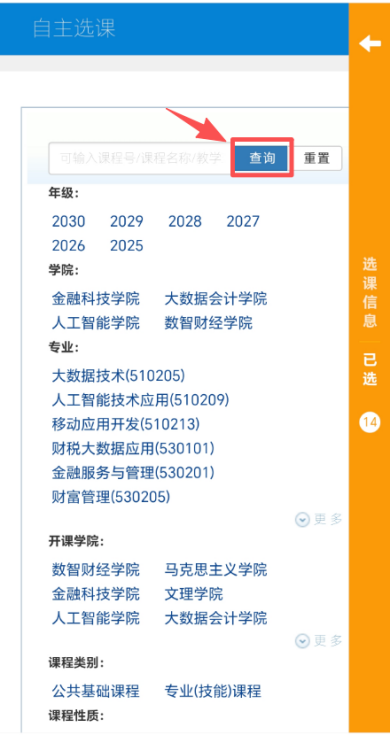 自主选课
可输入课程号/课程名称/教学 查询 重置
年级:
2030 2029 2028 2027
2026 2025
学院:
金融科技学院 大数据会计学院
人工智能学院 数智财经学院
专业:
大数据技术(510205)
人工智能技术应用(510209)
移动应用开发(510213)
财税大数据应用(530101)
金融服务与管理(530201)
财富管理(530205)
更多
开课学院:
数智财经学院 马克思主义学院
金融科技学院 文理学院
人工智能学院 大数据会计学院
更多
课程类别:
公共基础课程 专业(技能)课程
课程性质:
选课信息
已选
14